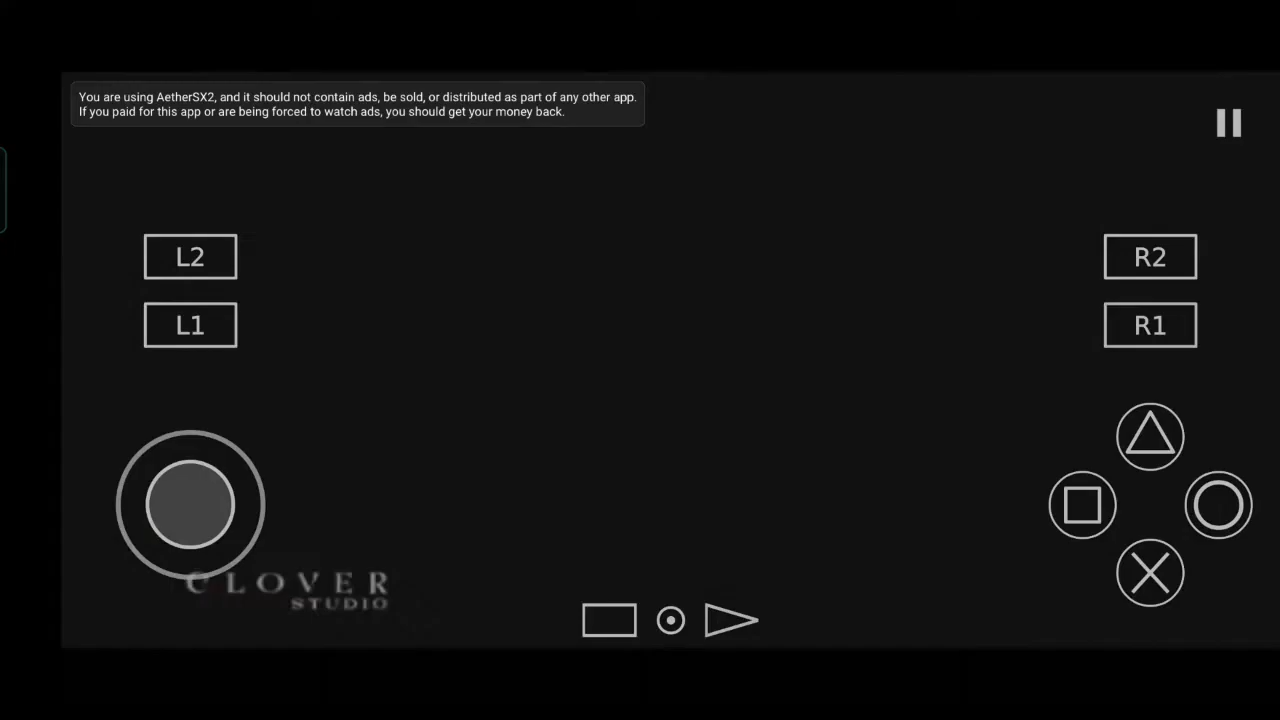 You are using AetherSX2, and it should not contain ads, be sold, or distributed as part of any other app.
If you paid for this app or are being forced to watch ads, you should get your money back.
L2
R2
L1
R1
CLOVER
STUDIO